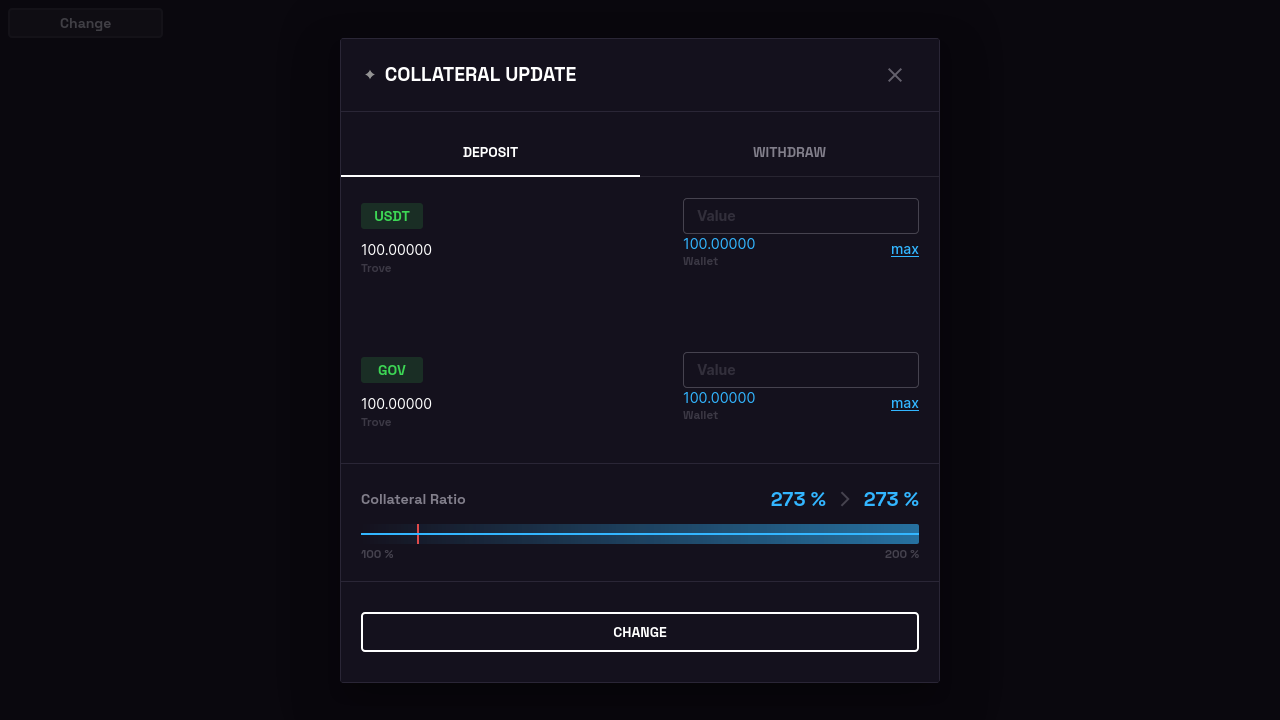 Change
COLLATERAL UPDATE
DEPOSIT
WITHDRAW
USDT
Value
100.00000
100.00000
max
Trove
Wallet
GOV
Value
100.00000
100.00000
max
Trove
Wallet
Collateral Ratio
273 %
273 %
100 %
200 %
CHANGE